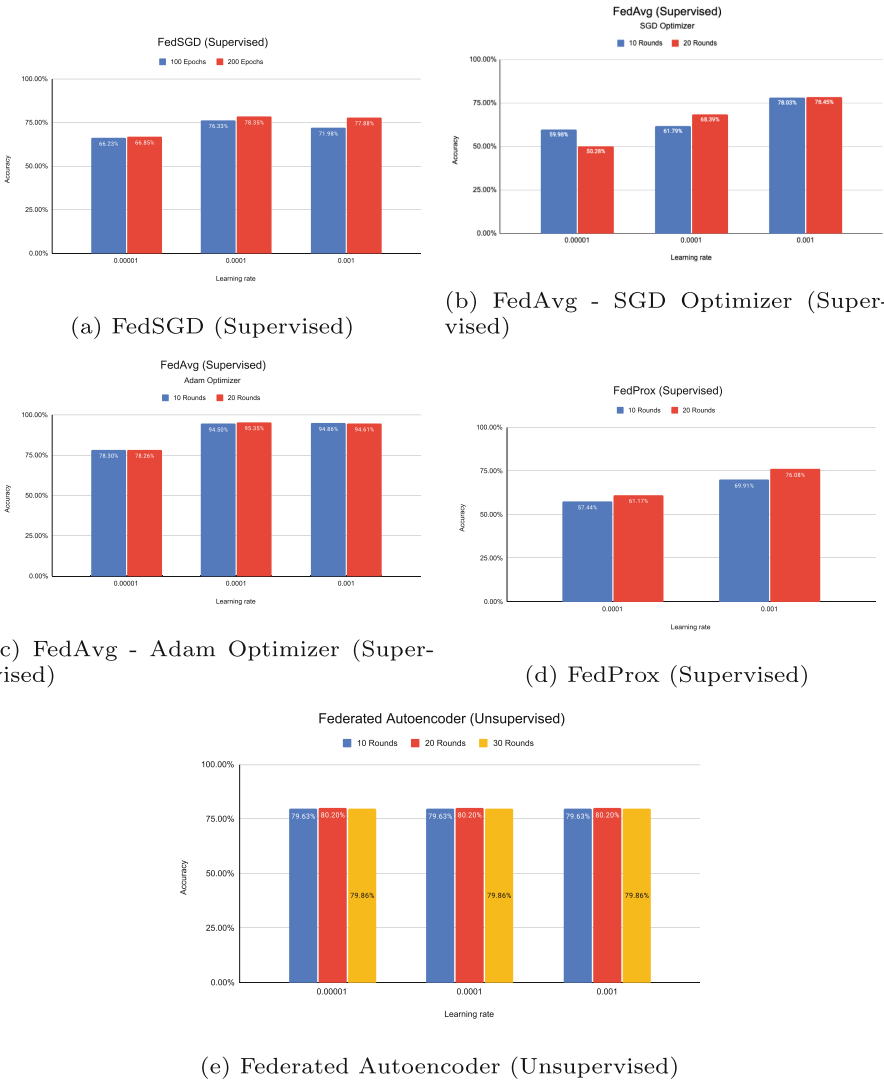 FedSGD (Supervised)
100 Epochs 200 Epochs
100.00%
75.00%
50.00%
25.00%
0.00%
Accuracy
66.23% 66.85%
76.33% 78.35%
71.98% 77.88%
0.00001 0.0001 0.001
Learning rate
(a) FedSGD (Supervised)
FedAvg (Supervised)
SGD Optimizer
10 Rounds 20 Rounds
100.00%
75.00%
50.00%
25.00%
0.00%
Accuracy
59.98% 50.28%
61.79% 68.39%
78.03% 78.45%
0.00001 0.0001 0.001
Learning rate
(b) FedAvg - SGD Optimizer (Super-
vised)
FedAvg (Supervised)
Adam Optimizer
10 Rounds 20 Rounds
100.00%
75.00%
50.00%
25.00%
0.00%
Accuracy
78.30% 78.26%
94.50% 95.35%
94.86% 94.61%
0.00001 0.0001 0.001
Learning rate
c) FedAvg - Adam Optimizer (Super-
vised)
FedProx (Supervised)
10 Rounds 20 Rounds
100.00%
75.00%
50.00%
25.00%
0.00%
Accuracy
57.44% 61.17%
69.91% 76.08%
0.0001 0.001
Learning rate
(d) FedProx (Supervised)
Federated Autoencoder (Unsupervised)
10 Rounds 20 Rounds 30 Rounds
100.00%
75.00%
50.00%
25.00%
0.00%
Accuracy
79.63% 80.20% 79.86%
79.63% 80.20% 79.86%
79.63% 80.20% 79.86%
0.00001 0.0001 0.001
Learning rate
(e) Federated Autoencoder (Unsupervised)